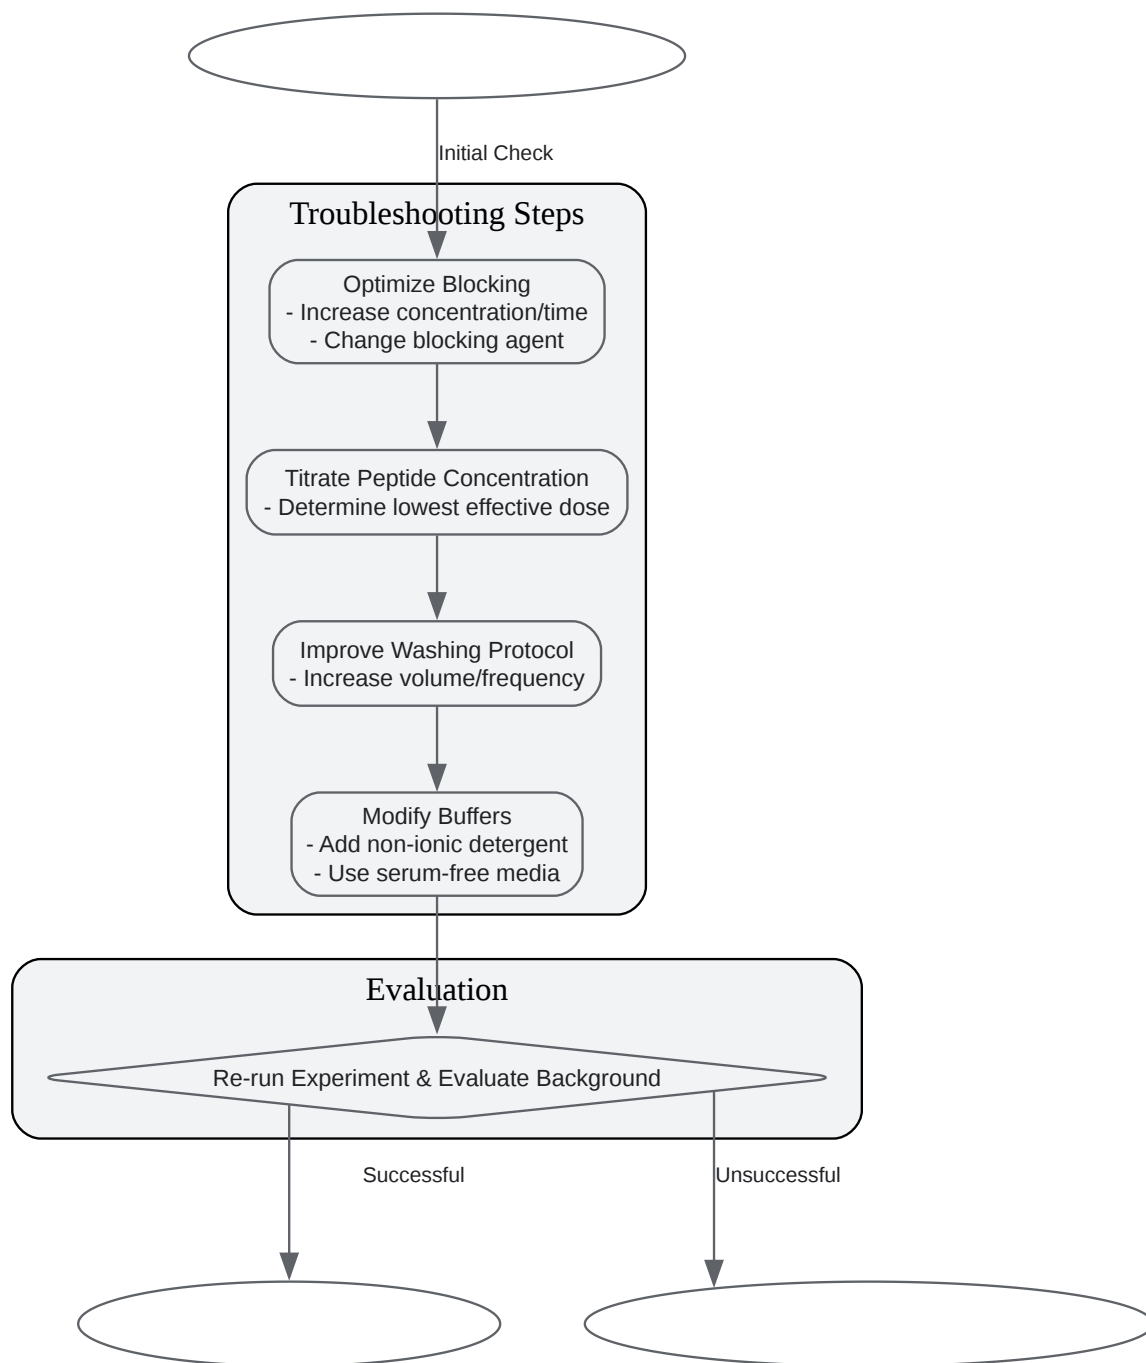 Initial Check
Troubleshooting Steps
Optimize Blocking
- Increase concentration/time
- Change blocking agent
Titrate Peptide Concentration
- Determine lowest effective dose
Improve Washing Protocol
- Increase volume/frequency
Modify Buffers
- Add non-ionic detergent
- Use serum-free media
Evaluation
Re-run Experiment & Evaluate Background
Successful
Unsuccessful